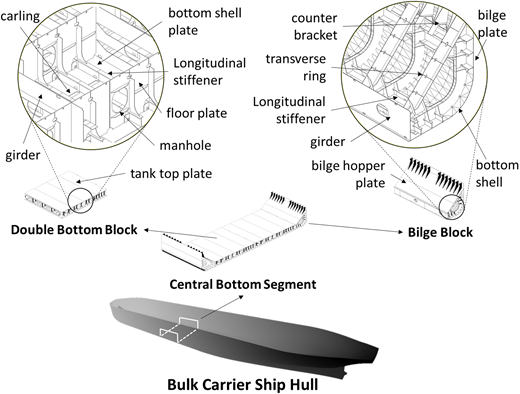 carling
bottom shell
plate
Longitudinal
stiffener
floor plate
manhole
girder
tank top plate
counter
bracket
bilge
plate
transverse
ring
Longitudinal
stiffener
girder
bilge hopper
plate
bottom
shell
Double Bottom Block
Bilge Block
Central Bottom Segment
Bulk Carrier Ship Hull